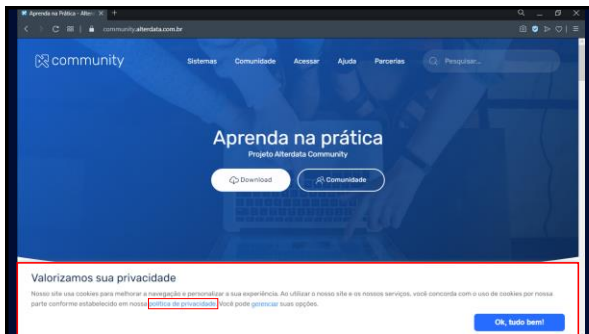 Aprenda na Prática - Alter
community.alterdata.com.br
community
Sistemas Comunidade Acessar Ajuda Parcerias Pesquisar...
Aprenda na prática
Projeto Alterdata Community
Download Comunidade
Valorizamos sua privacidade
Nosso site usa cookies para melhorar a navegação e personalizar a sua experiência. Ao utilizar o nosso site e os nossos serviços, você concorda com o uso de cookies por nossa
parte conforme estabelecido em nossa política de privacidade. Você pode gerenciar suas opções.
Ok, tudo bem!